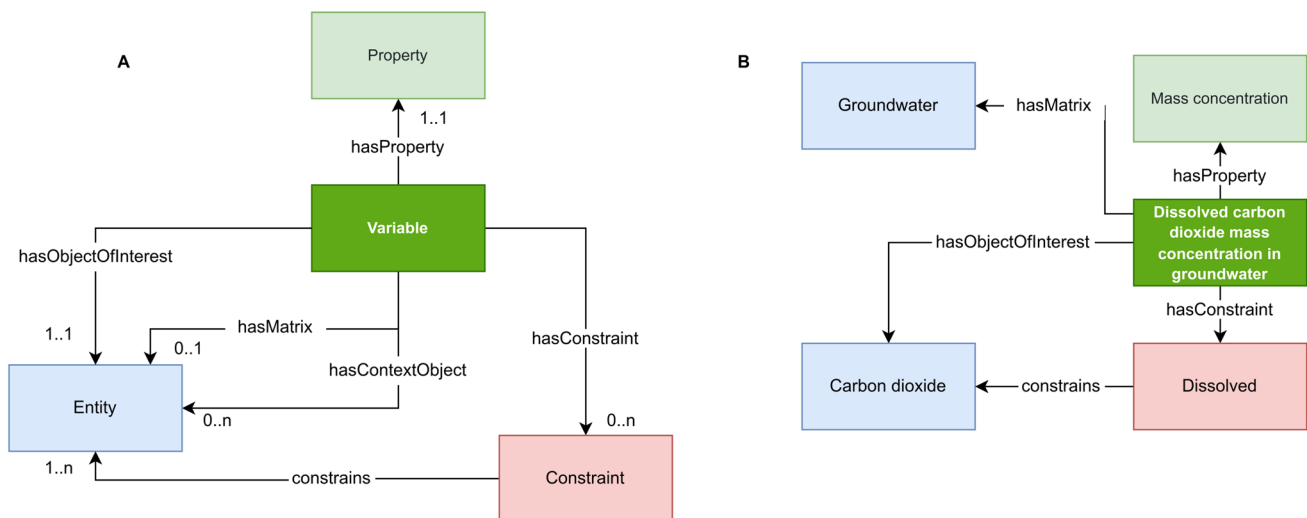 A
Property
1..1
hasProperty
Variable
hasObjectOfInterest
hasMatrix
hasConstraint
1..1
0..1
hasContextObject
Entity
0..n
0..n
1..n
constrains
Constraint
B
Groundwater
hasMatrix
Mass concentration
hasProperty
Dissolved carbon
dioxide mass
concentration in
groundwater
hasObjectOfInterest
hasConstraint
Carbon dioxide
constrains
Dissolved